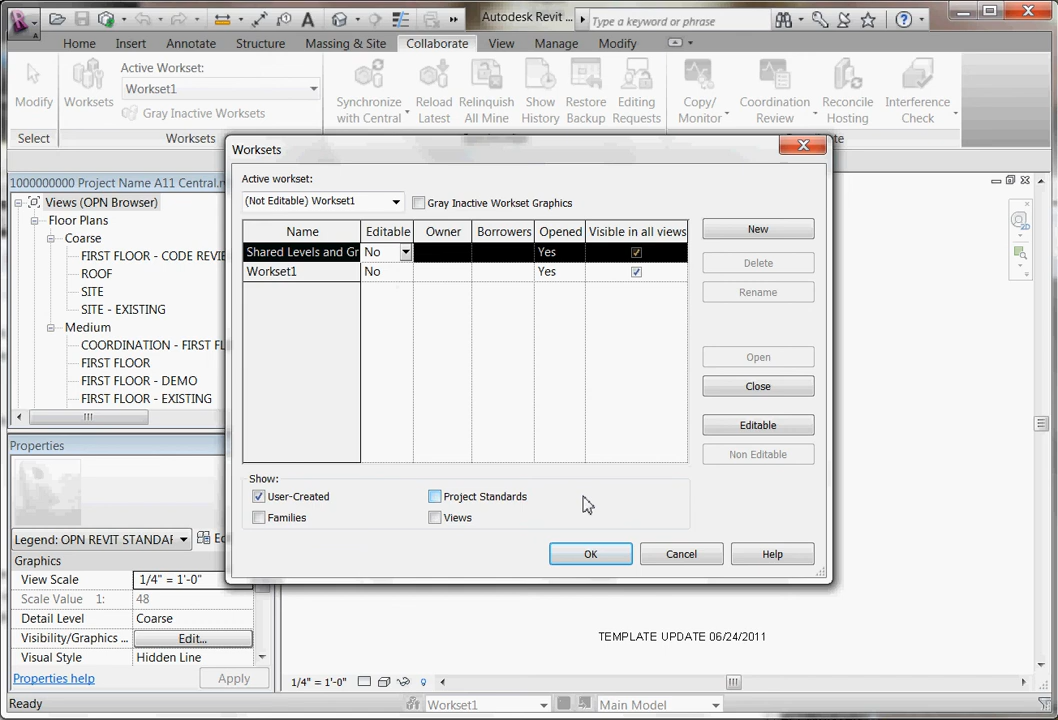 Autodesk Revit ...
Type a keyword or phrase
Home Insert Annotate Structure Massing & Site Collaborate View Manage Modify
Modify
Worksets
Active Workset:
Workset1
Gray Inactive Worksets
Synchronize with Central
Reload Latest
Relinquish All Mine
Show History
Restore Backup
Editing Requests
Copy/ Monitor
Coordination Review
Reconcile Hosting
Interference Check
Select
Worksets
1000000000 Project Name A11 Central.r
Views (OPN Browser)
Floor Plans
Coarse
FIRST FLOOR - CODE REVIE
ROOF
SITE
SITE - EXISTING
Medium
COORDINATION - FIRST FL
FIRST FLOOR
FIRST FLOOR - DEMO
FIRST FLOOR - EXISTING
Properties
Legend: OPN REVIT STANDAF
Graphics
View Scale 1/4" = 1'-0"
Scale Value 1: 48
Detail Level Coarse
Visibility/Graphics ... Edit...
Visual Style Hidden Line
Properties help
Apply
Worksets
Active workset:
(Not Editable) Workset1
Gray Inactive Workset Graphics
Name Editable Owner Borrowers Opened Visible in all views
Shared Levels and Gr No Yes
Workset1 No Yes
New
Delete
Rename
Open
Close
Editable
Non Editable
Show:
User-Created
Project Standards
Families
Views
OK
Cancel
Help
TEMPLATE UPDATE 06/24/2011
1/4" = 1'-0"
Ready
Workset1
Main Model